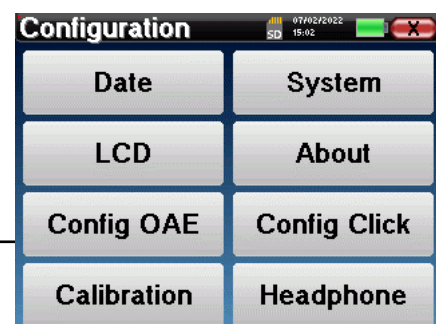 Configuration
SD
07/02/2022
15:02
X
Date
System
LCD
About
Config OAE
Config Click
Calibration
Headphone